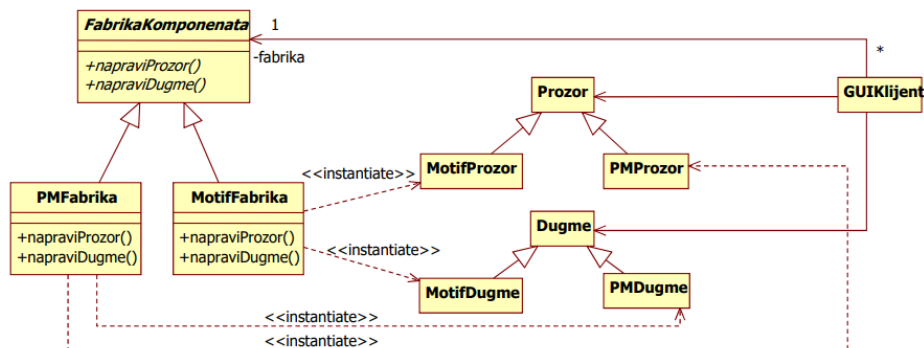 FabrikaKomponenata
1
-fabrika
*
+napraviProzor()
+napraviDugme()
Prozor
GUIKlijent
<<instantiate>>
MotifProzor
PMProzor
PMFabrika
MotifFabrika
+napraviProzor()
+napraviDugme()
+napraviProzor()
+napraviDugme()
Dugme
<<instantiate>>
MotifDugme
PMDugme
<<instantiate>>
<<instantiate>>